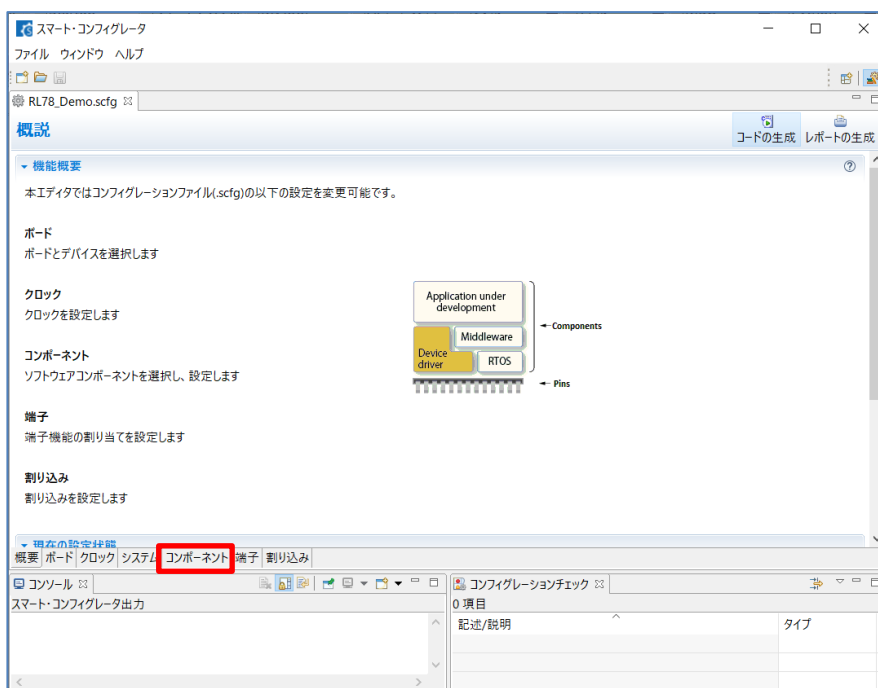 スマート・コンフィグレータ
ファイル ウィンドウ ヘルプ
RL78_Demo.scfg
概説
コードの生成 レポートの生成
機能概要
本エディタではコンフィグレーションファイル(.scfg)の以下の設定を変更可能です。
ボード
ボードとデバイスを選択します
クロック
クロックを設定します
コンポーネント
ソフトウェアコンポーネントを選択し、設定します
端子
端子機能の割り当てを設定します
割り込み
割り込みを設定します
Application under
development
Middleware
Device
driver
RTOS
Components
Pins
現在の設定状態
概要 ボード クロック システム コンポーネント 端子 割り込み
コンソール
スマート・コンフィグレータ出力
コンフィグレーションチェック
0 項目
記述/説明 タイプ